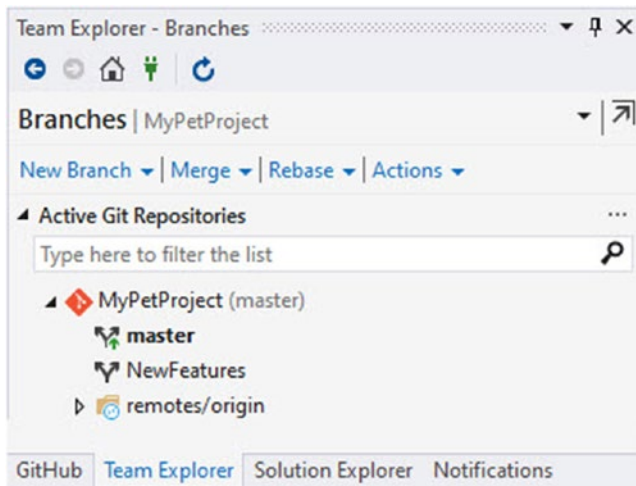 Team Explorer - Branches
Branches | MyPetProject
New Branch | Merge | Rebase | Actions
Active Git Repositories
Type here to filter the list
MyPetProject (master)
master
NewFeatures
remotes/origin
GitHub Team Explorer Solution Explorer Notifications